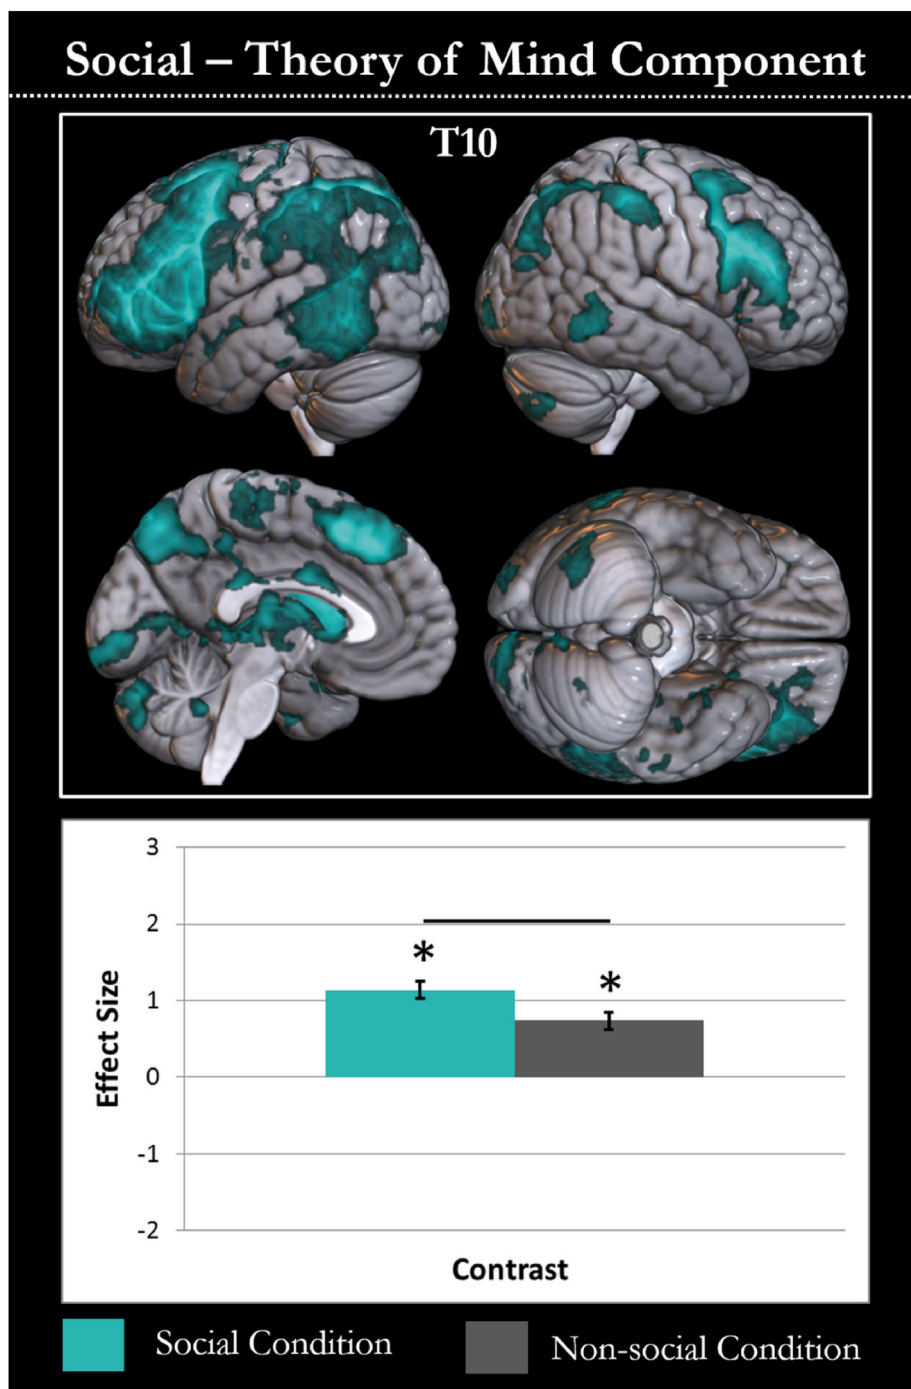 Social – Theory of Mind Component
T10
3
2
*
*
1
0
-1
-2
Effect Size
Contrast
Social Condition
Non-social Condition